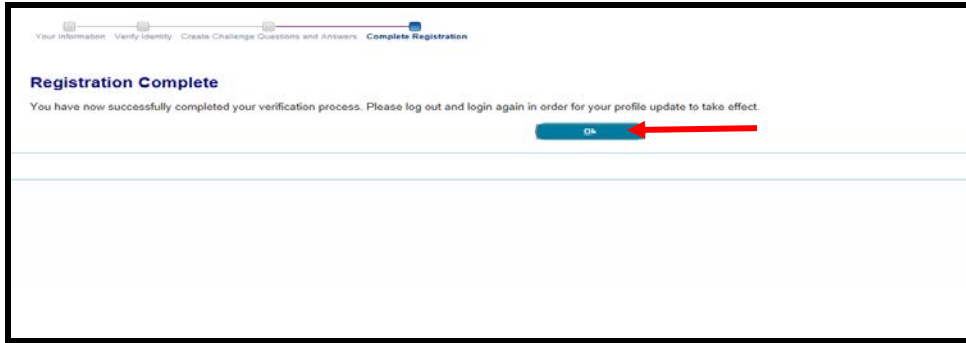 Your Information Verify Identity Create Challenge Questions and Answers Complete Registration
Registration Complete
You have now successfully completed your verification process. Please log out and login again in order for your profile update to take effect.
Ok